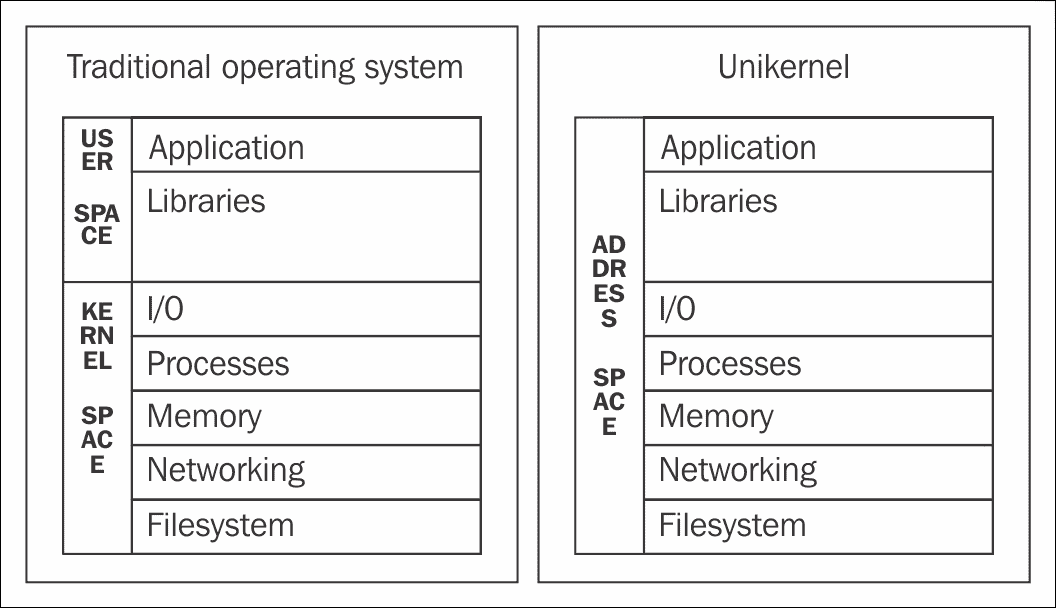 Traditional operating system
US
ER
SPA
CE
Application
Libraries
KE
RN
EL
SP
AC
E
I/O
Processes
Memory
Networking
Filesystem
Unikernel
AD
DR
ES
S
SP
AC
E
Application
Libraries
I/O
Processes
Memory
Networking
Filesystem